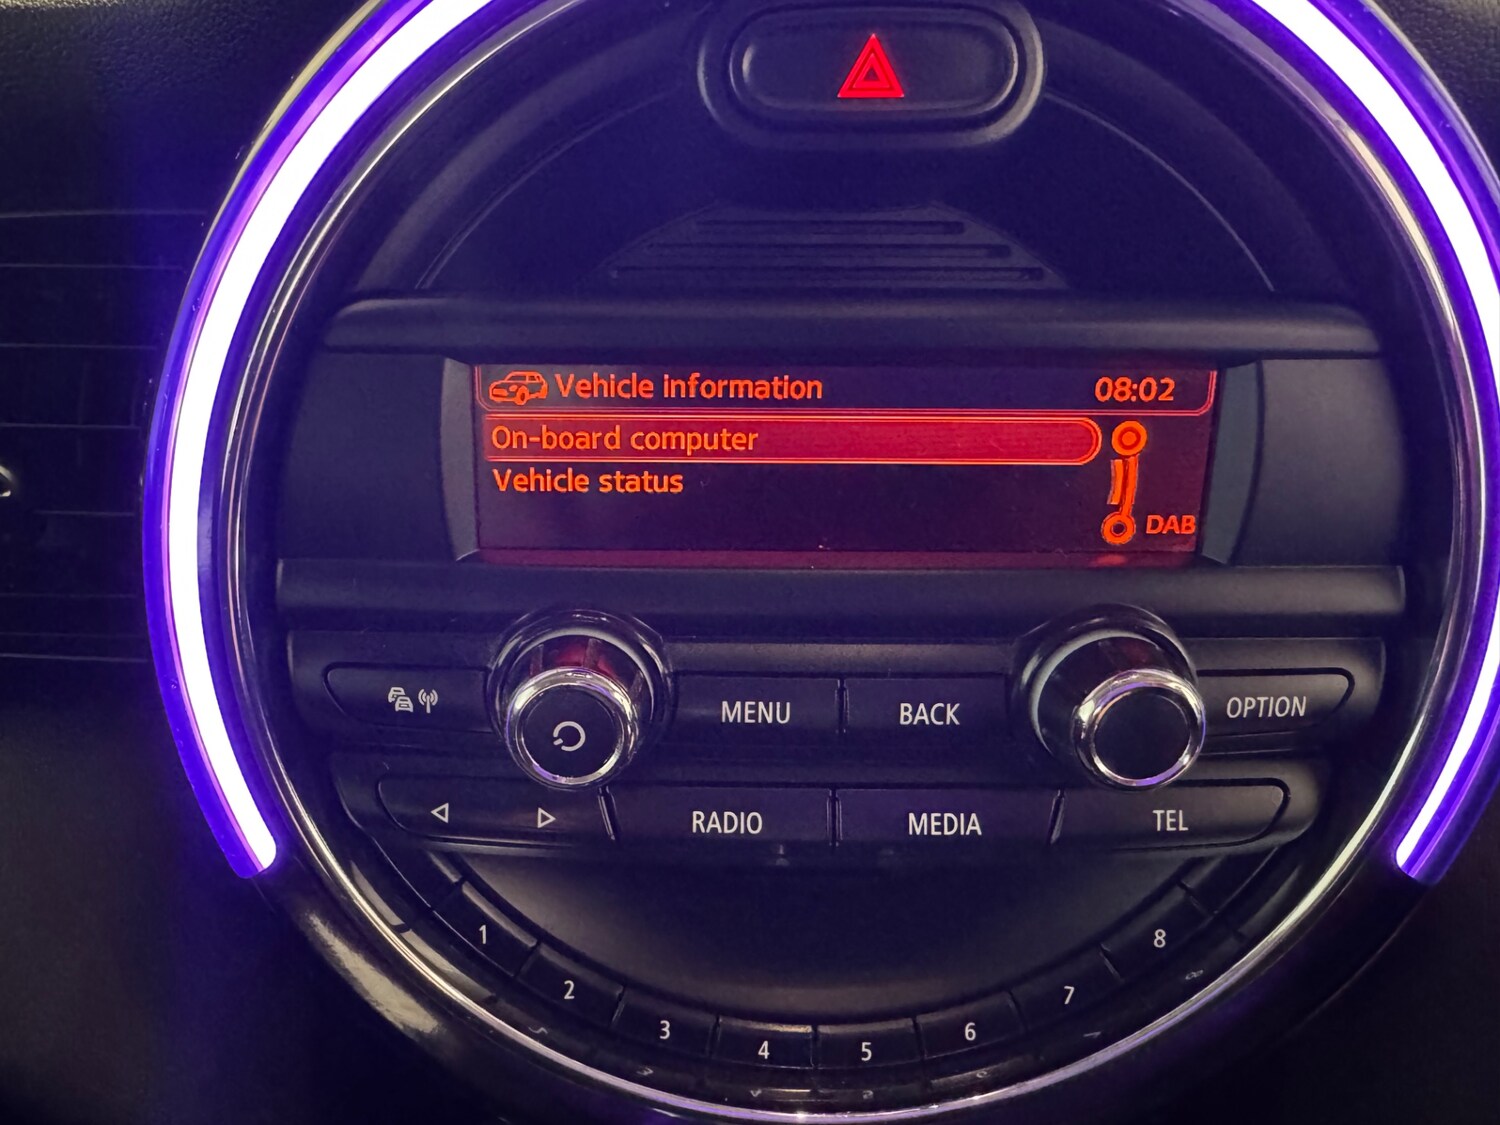 Vehicle information 08:02
On-board computer
Vehicle status
DAB
MENU BACK OPTION
RADIO MEDIA TEL
1 2 3 4 5 6 7 8